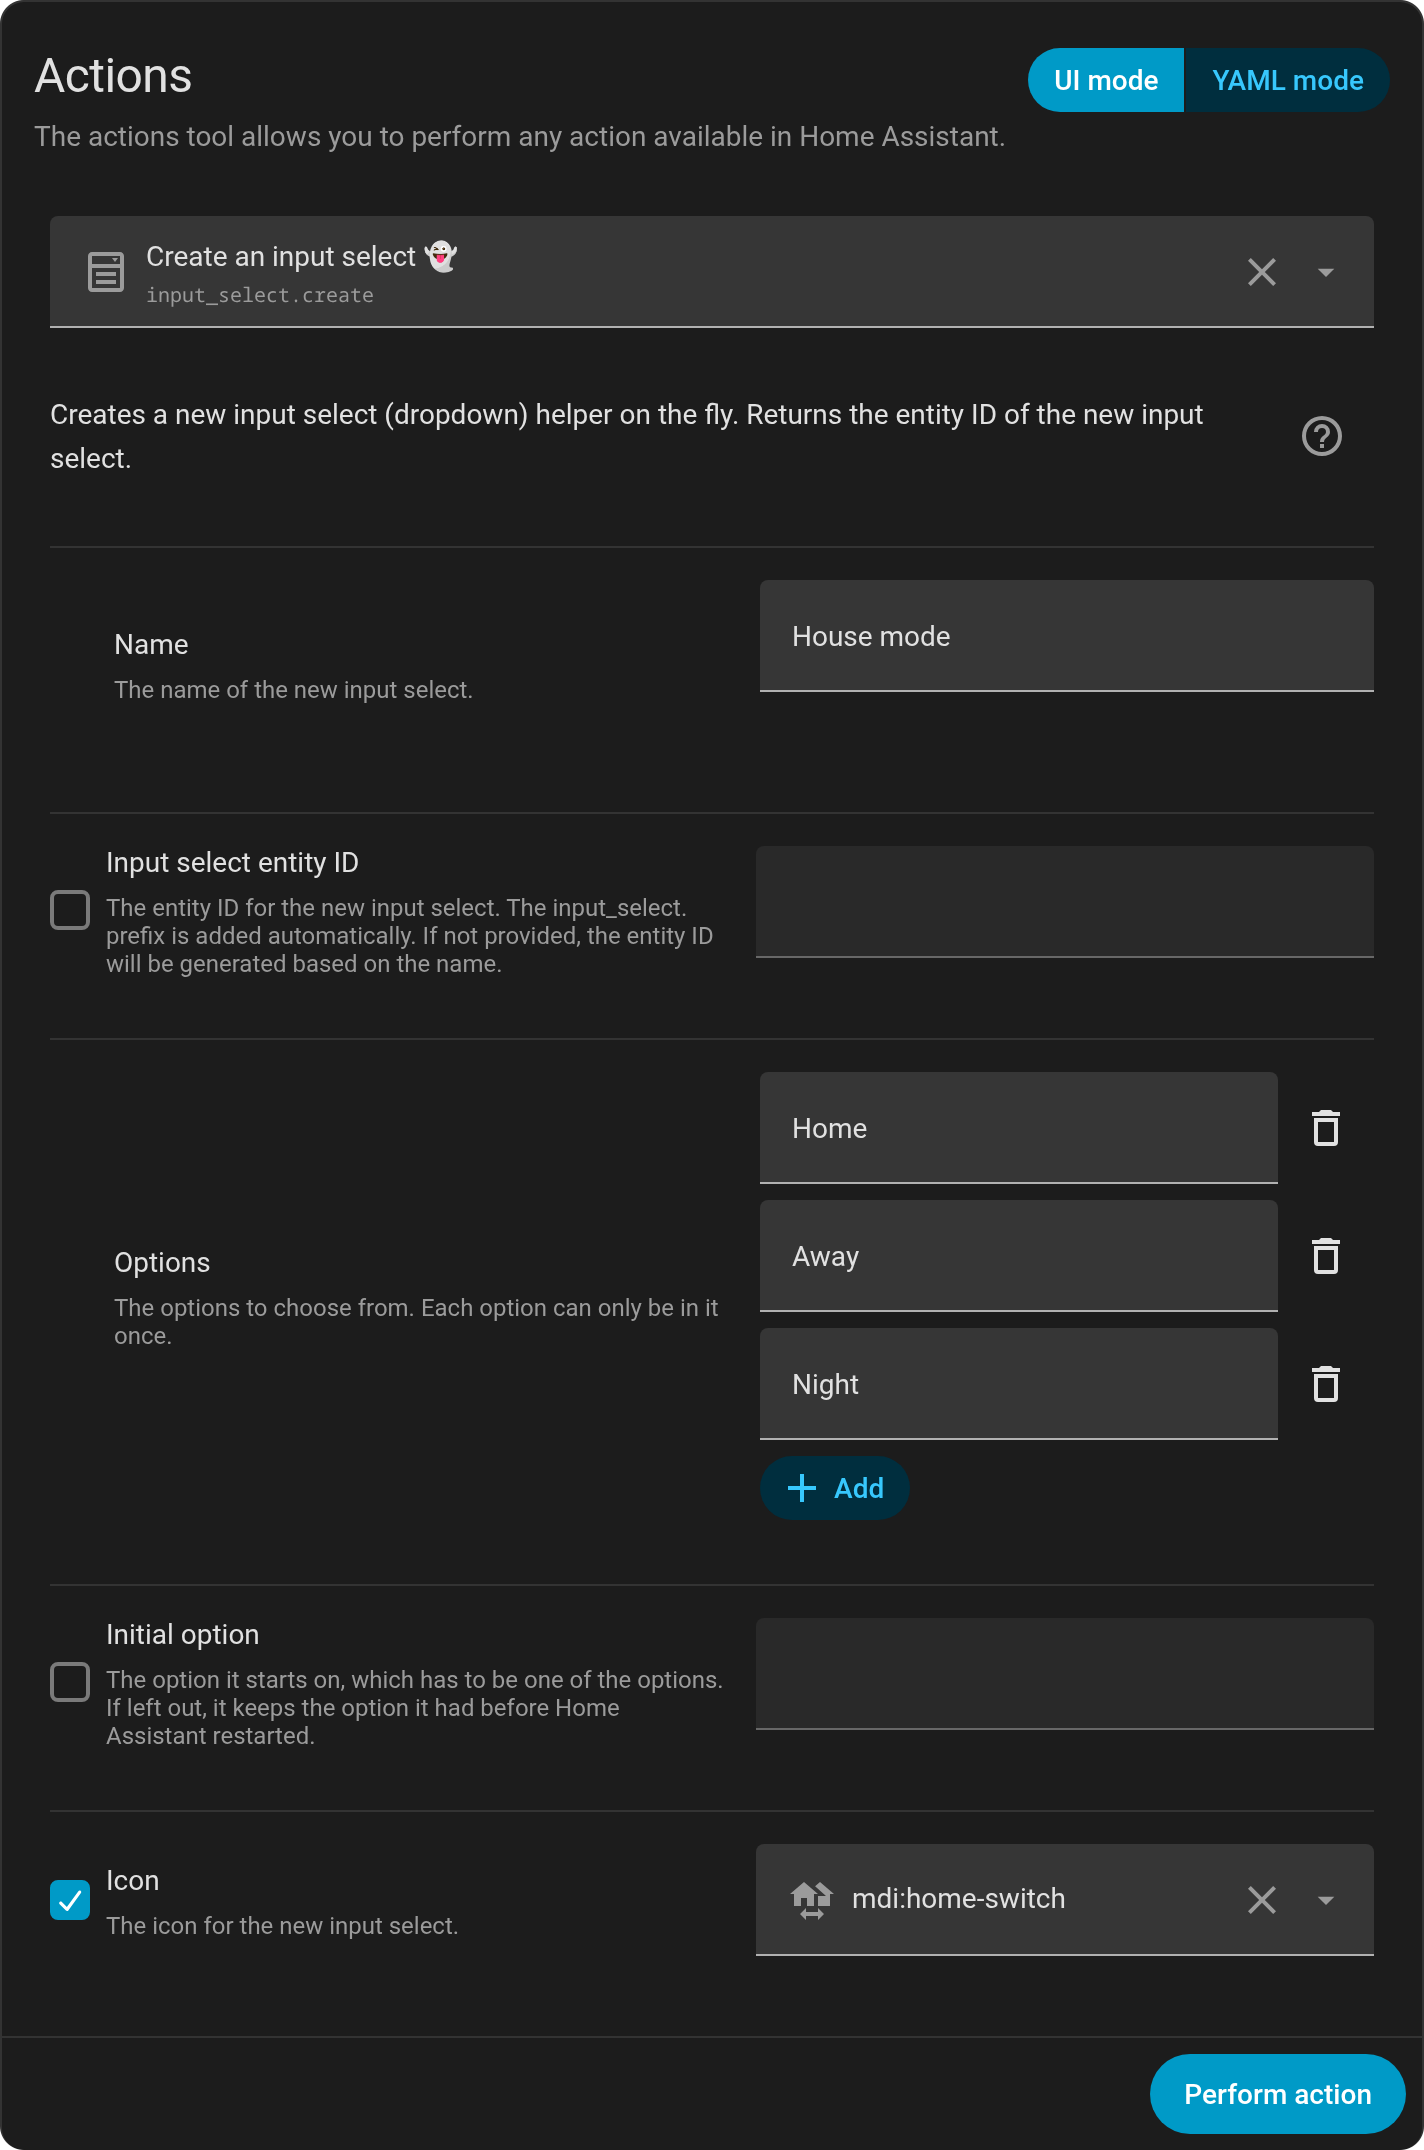 Actions
UI mode
YAML mode
The actions tool allows you to perform any action available in Home Assistant.
Create an input select 👻
input_select.create
Creates a new input select (dropdown) helper on the fly. Returns the entity ID of the new input
select.
Name
The name of the new input select.
House mode
Input select entity ID
The entity ID for the new input select. The input_select.
prefix is added automatically. If not provided, the entity ID
will be generated based on the name.
Options
The options to choose from. Each option can only be in it
once.
Home
Away
Night
Add
Initial option
The option it starts on, which has to be one of the options.
If left out, it keeps the option it had before Home
Assistant restarted.
Icon
The icon for the new input select.
mdi:home-switch
Perform action